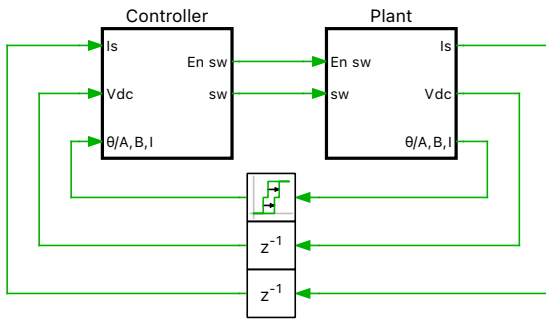 Controller
Plant
Is
En sw
Vdc
sw
θ/A,B,I
Is
En sw
Vdc
sw
θ/A,B,I
z⁻¹
z⁻¹